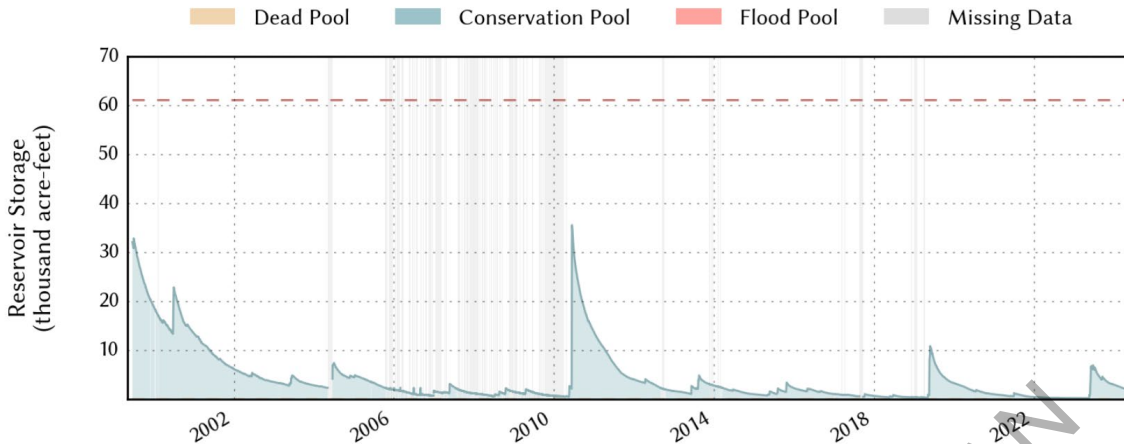 Dead Pool
Conservation Pool
Flood Pool
Missing Data
Reservoir Storage
(thousand acre-feet)
70
60
50
40
30
20
10
2002
2006
2010
2014
2018
2022
N